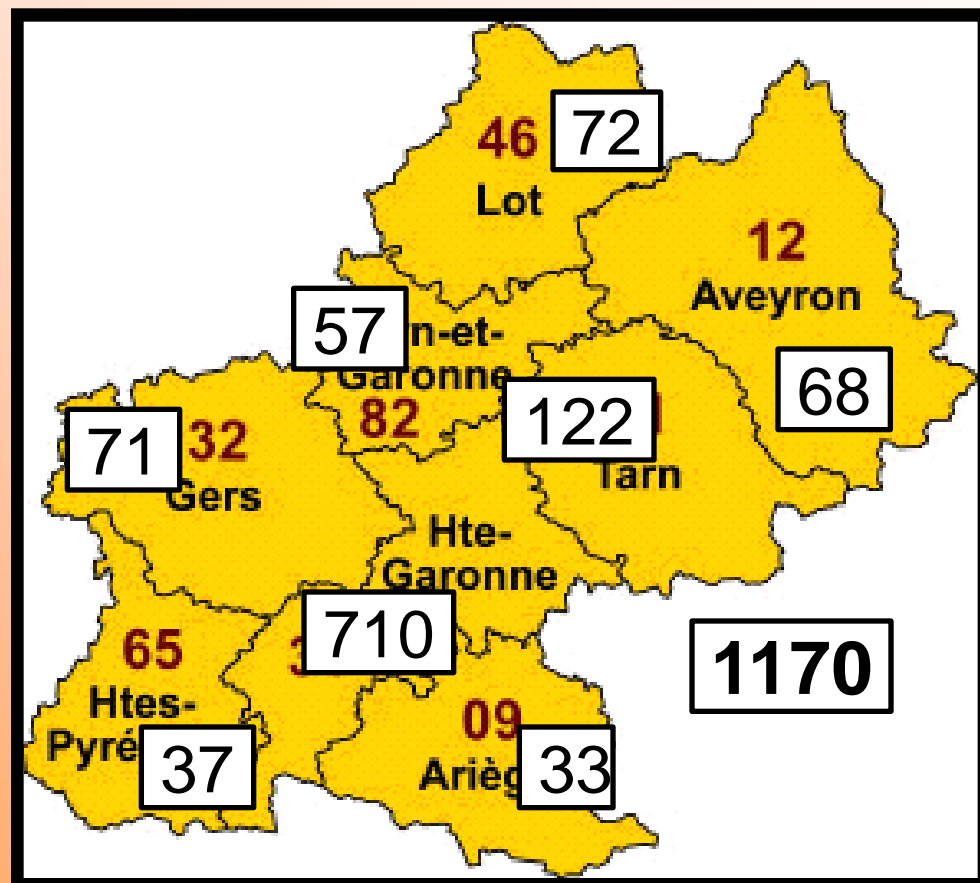 46
72
Lot
12
Aveyron
57
n-et-
Garonne
82
68
122
Tarn
71
32
Gers
Hte-
Garonne
710
65
Htes-
Pyré
37
09
Arièg
33
1170